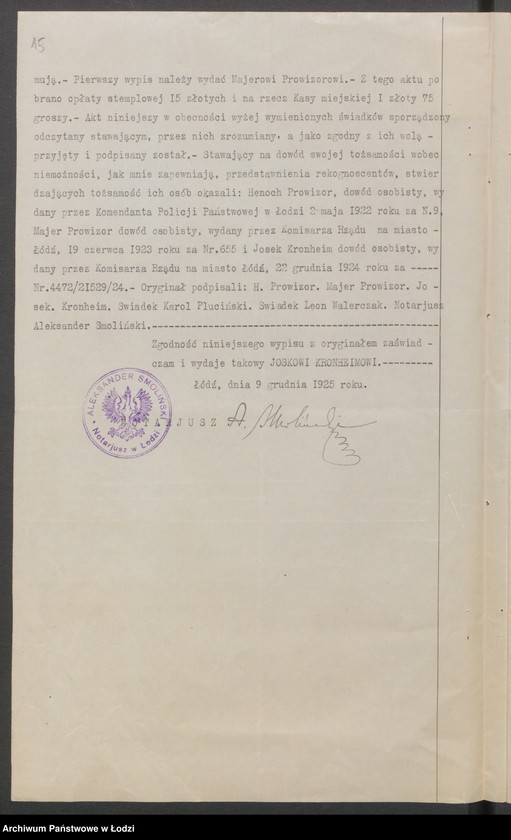 15
mują.- Pierwszy wypis należy wydać Majerowi Prowizorowi.- Z tego aktu po
brano opłaty stemplowej 15 złotych i na rzecz Kasy miejskiej I złoty 75
groszy.- Akt niniejszy w obecności wyżej wymienionych świadków sporządzony
odczytany stawającym, przez nich zrozumiany, a jako zgodny z ich wolą -
przyjęty i podpisany został.- Stawający na dowód swojej tożsamości wobec
niemożności, jak mnie zapewniają, przedstawnienia rekognoscentów, stwier
dzających tożsamość ich osób okazali: Henoch Prowizor, dowód osobisty, wy
dany przez Komendanta Policji Państwowej w Łodzi 2 maja 1922 roku za N.9,
Majer Prowizor dowód osobisty, wydany przez Komisarza Rządu na miasto -
Łódź, 19 czerwca 1923 roku za Nr.655 i Josek Kronheim dowód osobisty, wy
dany przez Komisarza Rządu na miasto Łódź, 22 grudnia 1924 roku za -----
Nr.4472/21529/24.- Oryginał podpisali: H. Prowizor. Majer Prowizor. Jo -
sek. Kronheim. Swiadek Karol Pluciński. Swiadek Leon Walerczak. Notarjusz
Aleksander Smoliński.--------------------------------------------------
Zgodność niniejszego wypisu z oryginałem zaświad -
czam i wydaje takowy JOSKOWI KRONHEIMOWI.---------
Łódź, dnia 9 grudnia 1925 roku.
ALEKSANDER SMOLIŃSKI
Notarjusz w Łodzi
TARJUSZ A. Smoliński
Archiwum Państwowe w Łodzi